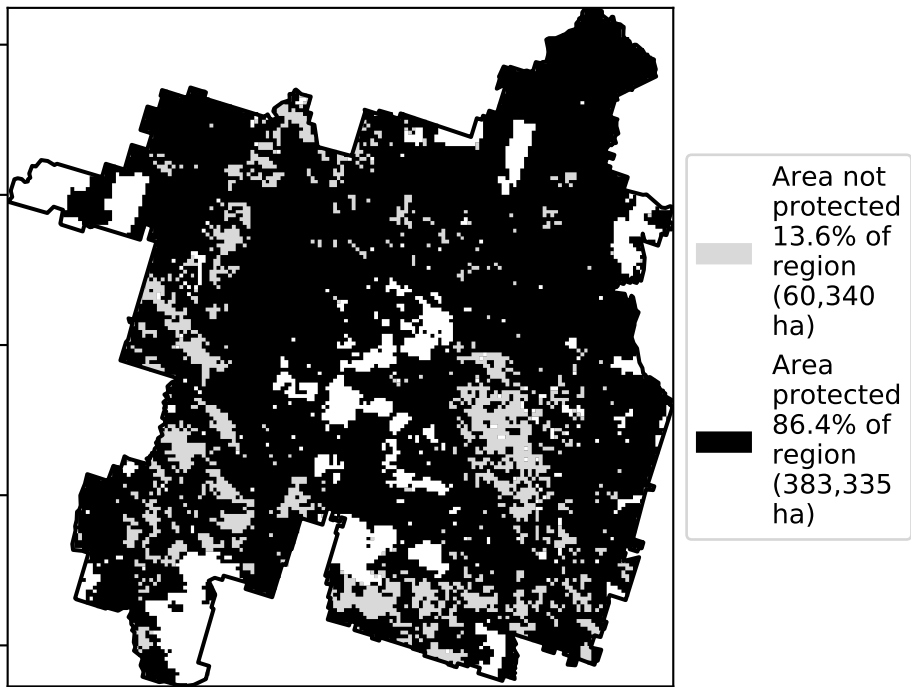 Area not
protected
13.6% of
region
(60,340
ha)
Area
protected
86.4% of
region
(383,335
ha)